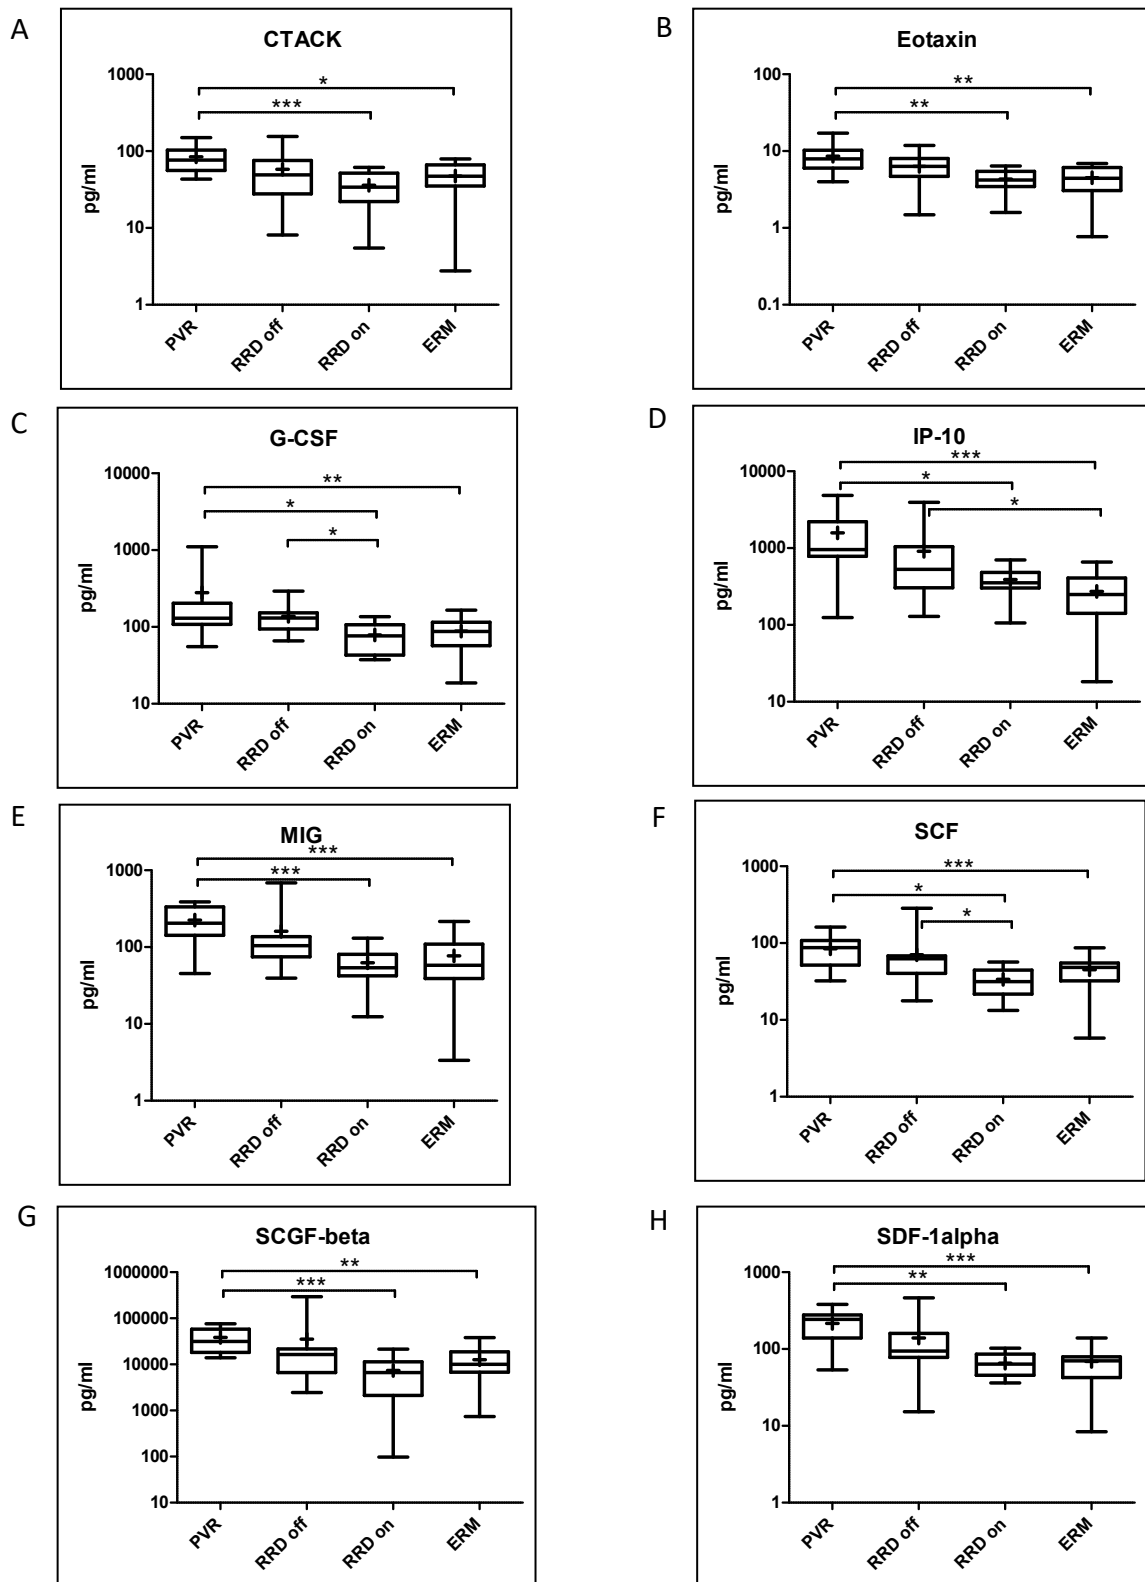 A
CTACK
1000
100
10
1
pg/ml
*
***
PVR
RRD off
RRD on
ERM
B
Eotaxin
100
10
1
0.1
pg/ml
**
**
PVR
RRD off
RRD on
ERM
C
G-CSF
10000
1000
100
10
pg/ml
**
*
*
PVR
RRD off
RRD on
ERM
D
IP-10
10000
1000
100
10
pg/ml
***
*
*
PVR
RRD off
RRD on
ERM
E
MIG
1000
100
10
1
pg/ml
***
***
PVR
RRD off
RRD on
ERM
F
SCF
1000
100
10
1
pg/ml
***
*
*
PVR
RRD off
RRD on
ERM
G
SCGF-beta
1000000
100000
10000
1000
100
10
pg/ml
**
***
PVR
RRD off
RRD on
ERM
H
SDF-1alpha
1000
100
10
1
pg/ml
***
**
PVR
RRD off
RRD on
ERM